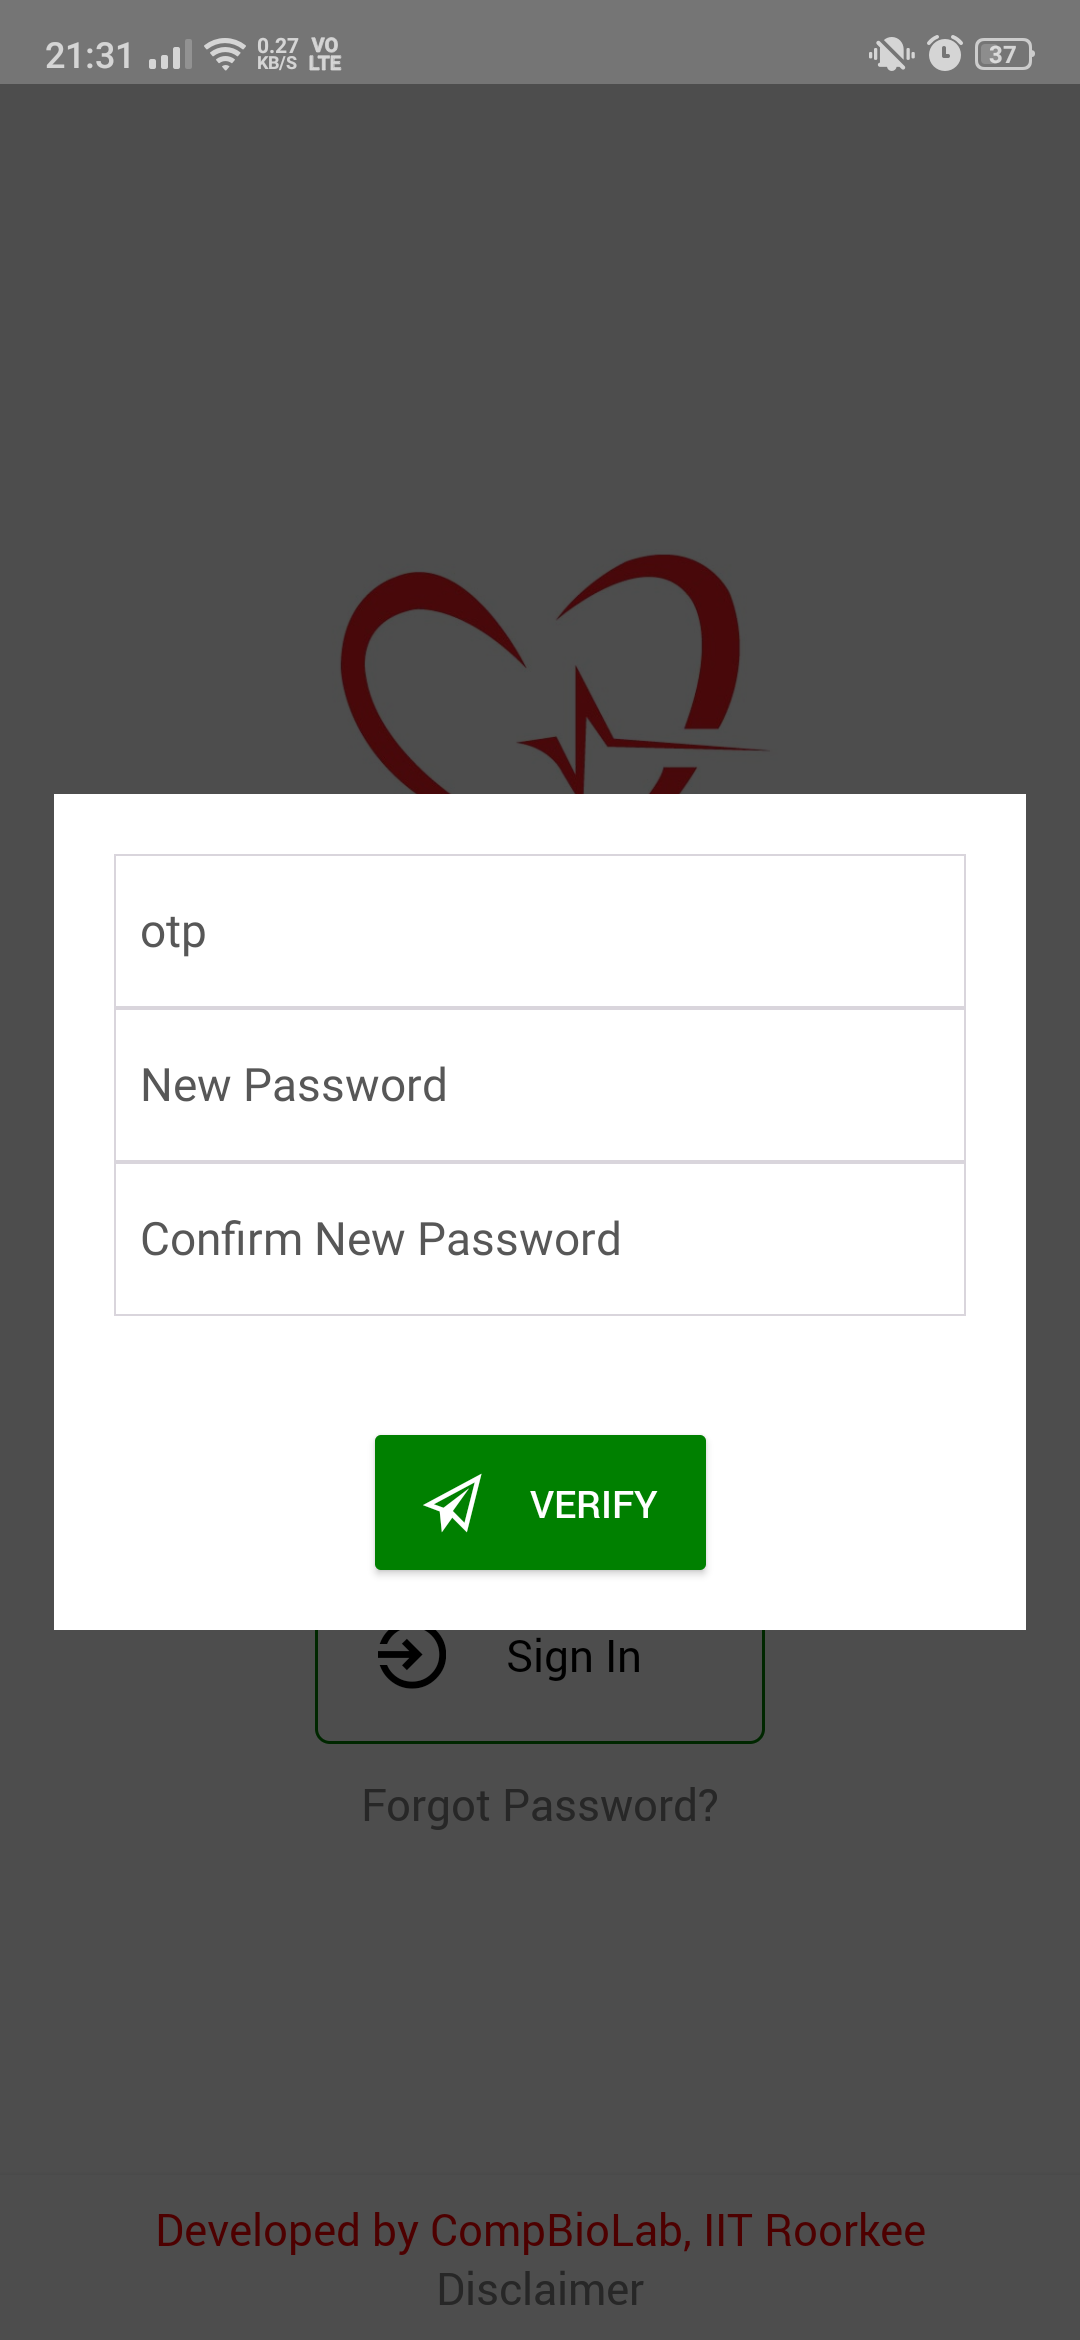 21:31 0.27 KB/S VO LTE 37
otp
New Password
Confirm New Password
VERIFY
Sign In
Forgot Password?
Developed by CompBioLab, IIT Roorkee
Disclaimer